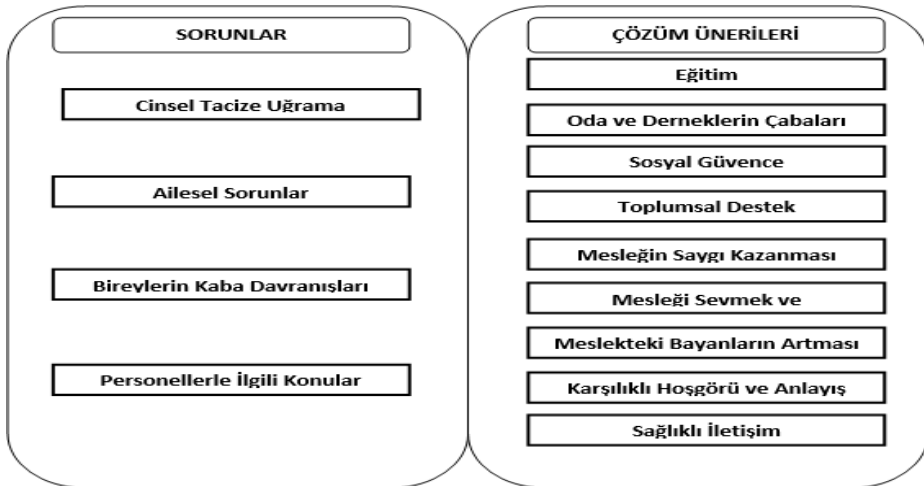 SORUNLAR
Cinsel Tacize Uğrama
Ailesel Sorunlar
Bireylerin Kaba Davranışları
Personellerle İlgili Konular
ÇÖZÜM ÜNERİLERİ
Eğitim
Oda ve Derneklerin Çabaları
Sosyal Güvence
Toplumsal Destek
Mesleğin Saygı Kazanması
Mesleği Sevmek ve
Meslekteki Bayanların Artması
Karşılıklı Hoşgörü ve Anlayış
Sağlıklı İletişim